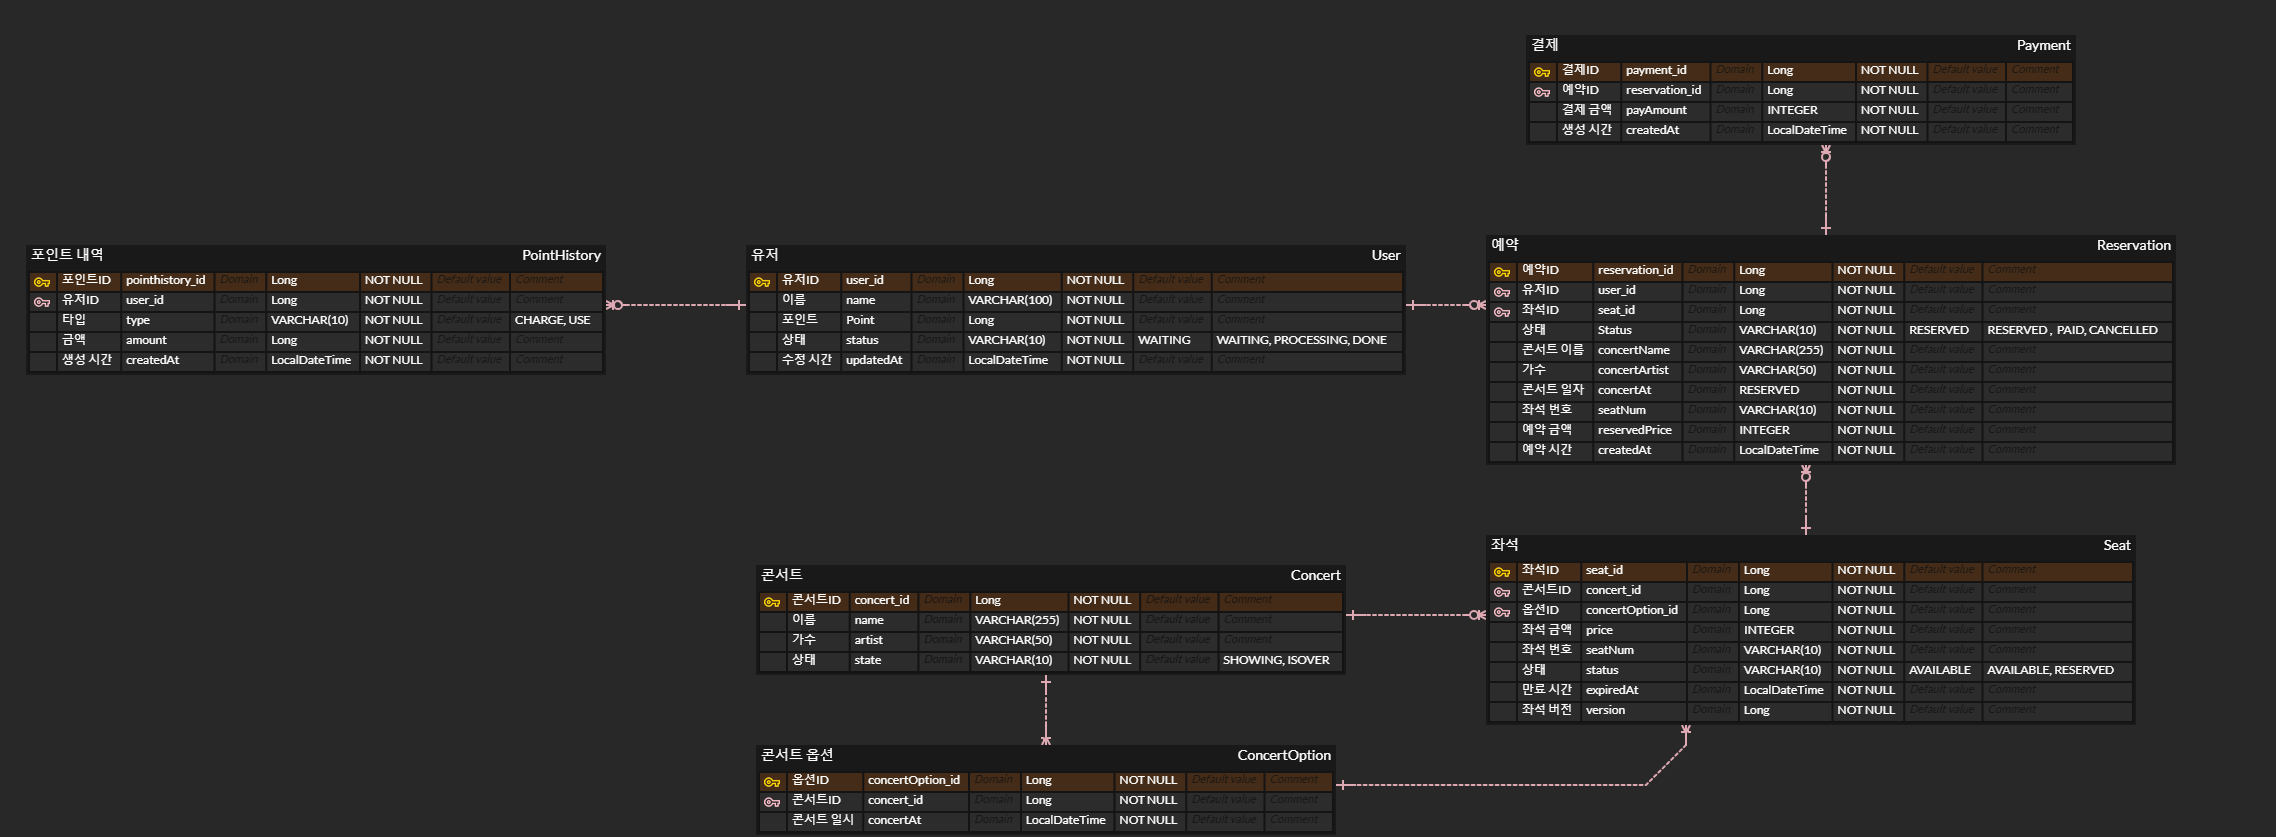 결제 Payment
결제ID payment_id Domain Long NOT NULL Default value Comment
예약ID reservation_id Domain Long NOT NULL Default value Comment
결제 금액 payAmount Domain INTEGER NOT NULL Default value Comment
생성 시간 createdAt Domain LocalDateTime NOT NULL Default value Comment
포인트 내역 PointHistory
포인트ID pointhistory_id Domain Long NOT NULL Default value Comment
유저ID user_id Domain Long NOT NULL Default value Comment
타입 type Domain VARCHAR(10) NOT NULL Default value CHARGE, USE
금액 amount Domain Long NOT NULL Default value Comment
생성 시간 createdAt Domain LocalDateTime NOT NULL Default value Comment
유저 User
유저ID user_id Domain Long NOT NULL Default value Comment
이름 name Domain VARCHAR(100) NOT NULL Default value Comment
포인트 Point Domain Long NOT NULL Default value Comment
상태 status Domain VARCHAR(10) NOT NULL WAITING WAITING, PROCESSING, DONE
수정 시간 updatedAt Domain LocalDateTime NOT NULL Default value Comment
예약 Reservation
예약ID reservation_id Domain Long NOT NULL Default value Comment
유저ID user_id Domain Long NOT NULL Default value Comment
좌석ID seat_id Domain Long NOT NULL Default value Comment
상태 Status Domain VARCHAR(10) NOT NULL RESERVED RESERVED , PAID, CANCELLED
콘서트 이름 concertName Domain VARCHAR(255) NOT NULL Default value Comment
가수 concertArtist Domain VARCHAR(50) NOT NULL Default value Comment
콘서트 일자 concertAt Domain RESERVED NOT NULL Default value Comment
좌석 번호 seatNum Domain VARCHAR(10) NOT NULL Default value Comment
예약 금액 reservedPrice Domain INTEGER NOT NULL Default value Comment
예약 시간 createdAt Domain LocalDateTime NOT NULL Default value Comment
콘서트 Concert
콘서트ID concert_id Domain Long NOT NULL Default value Comment
이름 name Domain VARCHAR(255) NOT NULL Default value Comment
가수 artist Domain VARCHAR(50) NOT NULL Default value Comment
상태 state Domain VARCHAR(10) NOT NULL Default value SHOWING, ISOVER
좌석 Seat
좌석ID seat_id Domain Long NOT NULL Default value Comment
콘서트ID concert_id Domain Long NOT NULL Default value Comment
옵션ID concertOption_id Domain Long NOT NULL Default value Comment
좌석 금액 price Domain INTEGER NOT NULL Default value Comment
좌석 번호 seatNum Domain VARCHAR(10) NOT NULL Default value Comment
상태 status Domain VARCHAR(10) NOT NULL AVAILABLE AVAILABLE, RESERVED
만료 시간 expiredAt Domain LocalDateTime NOT NULL Default value Comment
좌석 버전 version Domain Long NOT NULL Default value Comment
콘서트 옵션 ConcertOption
옵션ID concertOption_id Domain Long NOT NULL Default value Comment
콘서트ID concert_id Domain Long NOT NULL Default value Comment
콘서트 일시 concertAt Domain LocalDateTime NOT NULL Default value Comment